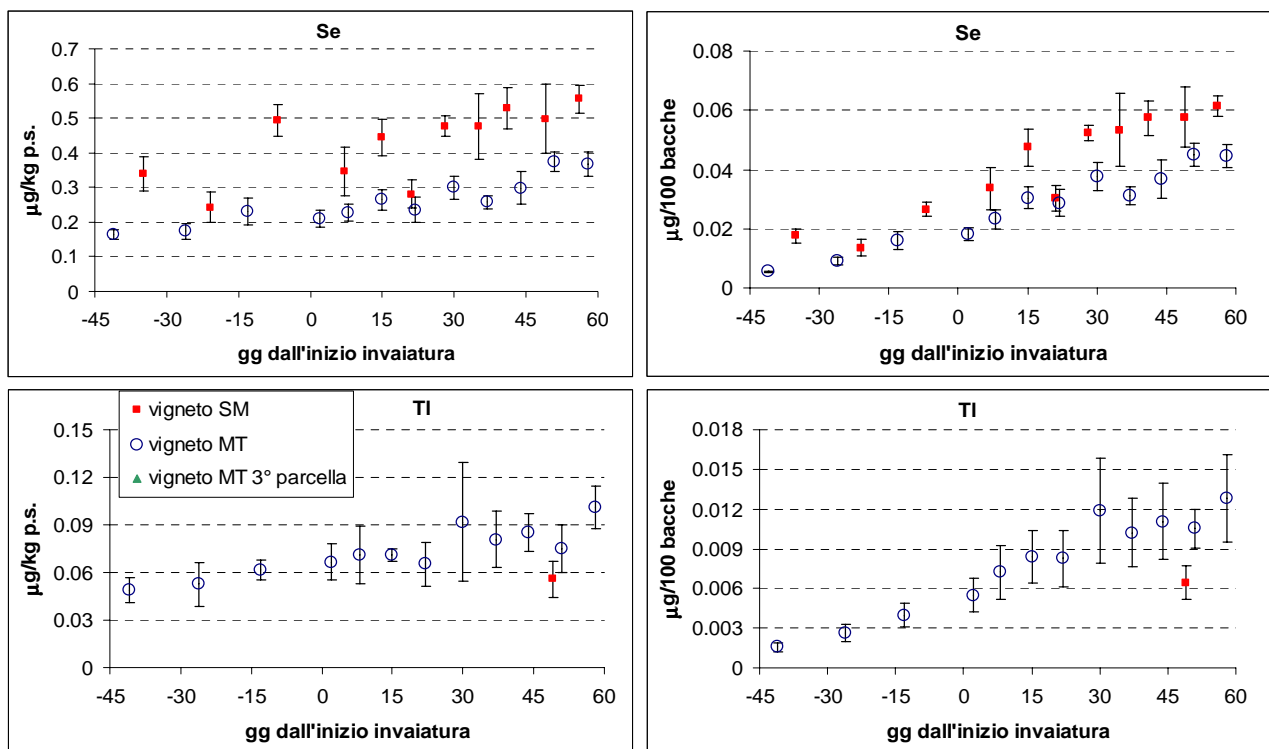 Se
0.7
0.6
0.5
0.4
0.3
0.2
0.1
0
µg/kg p.s.
-45 -30 -15 0 15 30 45 60
gg dall'inizio invaiatura
Se
0.08
0.06
0.04
0.02
0
µg/100 bacche
-45 -30 -15 0 15 30 45 60
gg dall'inizio invaiatura
Tl
vigneto SM
vigneto MT
vigneto MT 3° parcella
0.15
0.12
0.09
0.06
0.03
0
µg/kg p.s.
-45 -30 -15 0 15 30 45 60
gg dall'inizio invaiatura
Tl
0.018
0.015
0.012
0.009
0.006
0.003
0
µg/100 bacche
-45 -30 -15 0 15 30 45 60
gg dall'inizio invaiatura